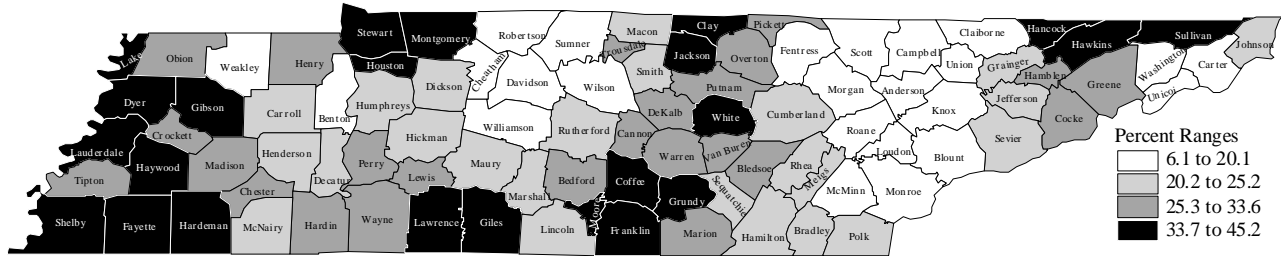 Lake
Obion
Weakley
Henry
Stewart
Montgomery
Robertson
Sumner
Macon
Trousdale
Clay
Pickett
Jackson
Overton
Fentress
Scott
Campbell
Claiborne
Hancock
Hawkins
Sullivan
Johnson
Houston
Cheatham
Davidson
Wilson
Smith
Putnam
Morgan
Anderson
Union
Grainger
Hamblen
Greene
Washington
Carter
Unicoi
Dyer
Gibson
Carroll
Benton
Humphreys
Dickson
Williamson
Rutherford
Cannon
DeKalb
White
Cumberland
Roane
Knox
Jefferson
Cocke
Sevier
Lauderdale
Crockett
Haywood
Madison
Henderson
Decatur
Perry
Hickman
Lewis
Maury
Marshall
Bedford
Coffee
Warren
Van Buren
Bledsoe
Rhea
Meigs
Loudon
Blount
Monroe
McMinn
Tipton
Shelby
Fayette
Hardeman
Chester
McNairy
Hardin
Wayne
Lawrence
Giles
Lincoln
Moore
Franklin
Grundy
Sequatchie
Marion
Hamilton
Bradley
Polk
Percent Ranges
6.1 to 20.1
20.2 to 25.2
25.3 to 33.6
33.7 to 45.2